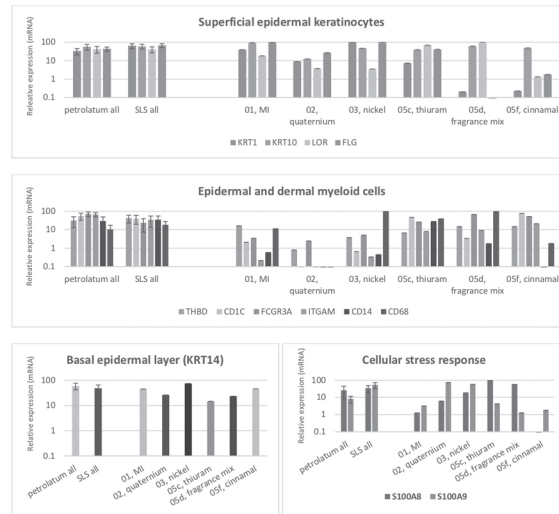 Superficial epidermal keratinocytes
Releative expression (mRNA)
100
10
1
0.1
petrolatum all
SLS all
01, MI
02,
quaternium
03, nickel
05c, thiuram
05d,
fragrance mix
05f, cinnamal
KRT1 KRT10 LOR FLG
Epidermal and dermal myeloid cells
Relative expression (mRNA)
100
10
1
0.1
petrolatum all
SLS all
01, MI
02,
quaternium
03, nickel
05c, thiuram
05d,
fragrance mix
05f, cinnamal
THBD CD1C FCGR3A ITGAM CD14 CD68
Basal epidermal layer (KRT14)
Relative expression (mRNA)
100
10
1
0.1
petrolatum all
SLS all
01, MI
02, quaternium
03, nickel
05c, thiuram
05d, fragrance mix
05f, cinnamal
Cellular stress response
Relative expression (mRNA)
100
10
1
0.1
petrolatum all
SLS all
01, MI
02, quaternium
03, nickel
05c, thiuram
05d, fragrance mix
05f, cinnamal
S100A8 S100A9